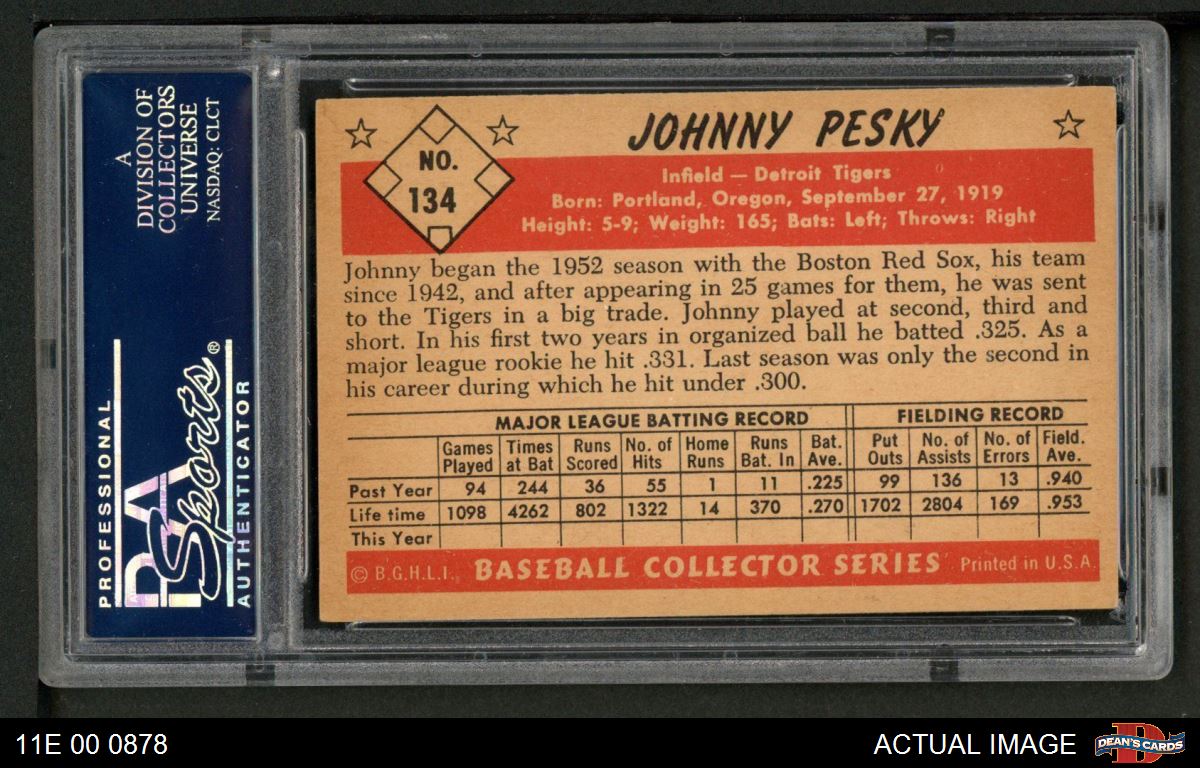 A
DIVISION OF
COLLECTORS
UNIVERSE
NASDAQ: CLCT
PROFESSIONAL
PSA
Sports®
AUTHENTICATOR
NO.
134
JOHNNY PESKY
Infield — Detroit Tigers
Born: Portland, Oregon, September 27, 1919
Height: 5-9; Weight: 165; Bats: Left; Throws: Right
Johnny began the 1952 season with the Boston Red Sox, his team
since 1942, and after appearing in 25 games for them, he was sent
to the Tigers in a big trade. Johnny played at second, third and
short. In his first two years in organized ball he batted .325. As a
major league rookie he hit .331. Last season was only the second in
his career during which he hit under .300.
MAJOR LEAGUE BATTING RECORD FIELDING RECORD
Games Times Runs No. of Home Runs Bat. Put No. of No. of Field.
Played at Bat Scored Hits Runs Bat. In Ave. Outs Assists Errors Ave.
Past Year 94 244 36 55 1 11 .225 99 136 13 .940
Life time 1098 4262 802 1322 14 370 .270 1702 2804 169 .953
This Year
© B.G.H.L.I. BASEBALL COLLECTOR SERIES Printed in U.S.A.
11E 00 0878
ACTUAL IMAGE
D
DEAN'S CARDS